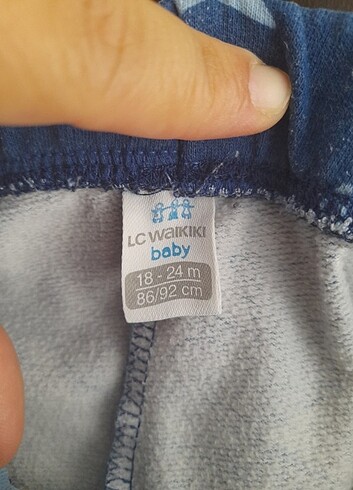 LC WAIKIKI
baby
18 - 24 m
86/92 cm